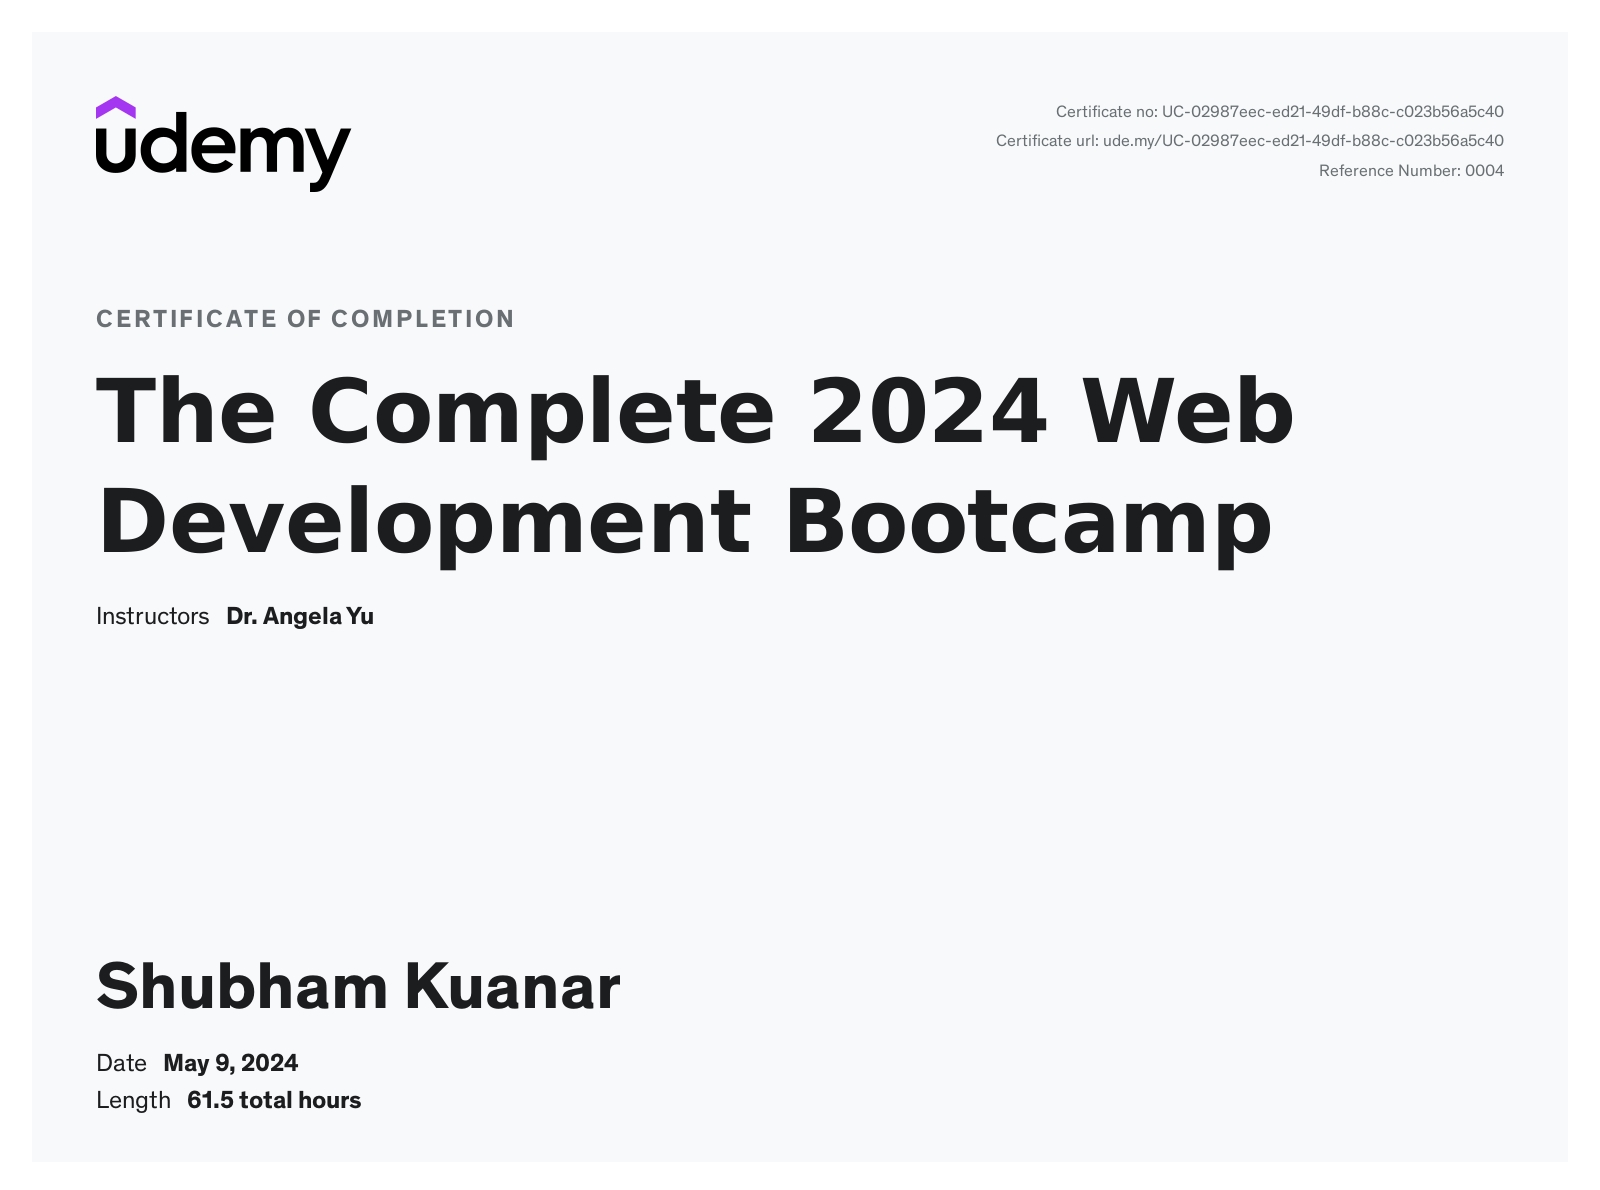 udemy
Certificate no: UC-02987eec-ed21-49df-b88c-c023b56a5c40
Certificate url: ude.my/UC-02987eec-ed21-49df-b88c-c023b56a5c40
Reference Number: 0004
CERTIFICATE OF COMPLETION
The Complete 2024 Web
Development Bootcamp
Instructors Dr. Angela Yu
Shubham Kuanar
Date May 9, 2024
Length 61.5 total hours